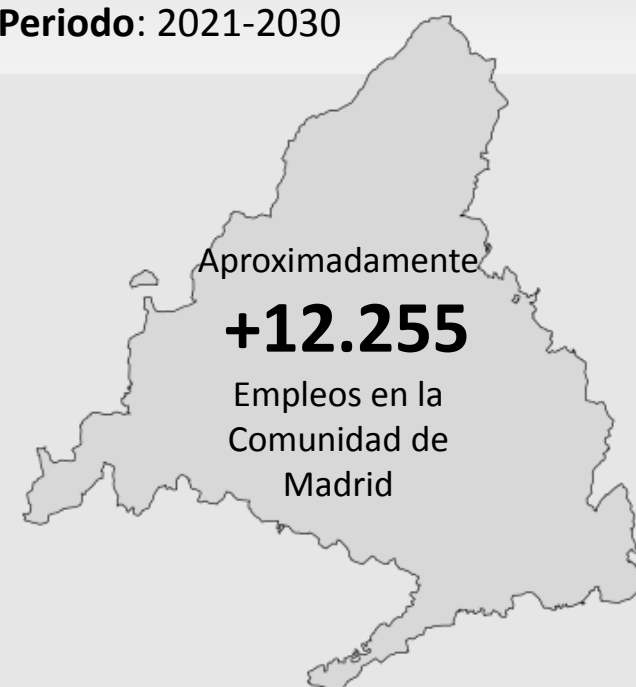 Periodo: 2021-2030
Aproximadamente
+12.255
Empleos en la
Comunidad de
Madrid